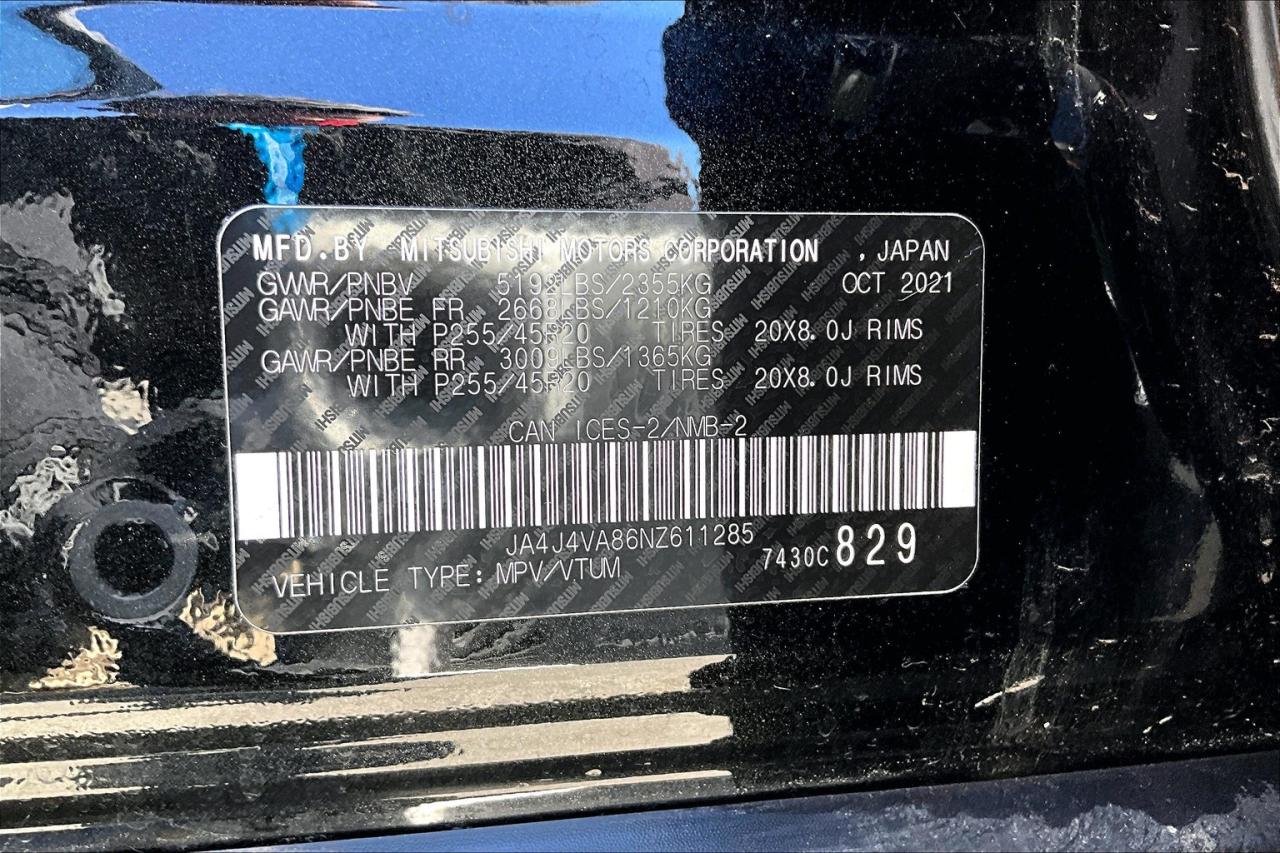 MFD.BY MITSUBISHI MOTORS CORPORATION , JAPAN
GVWR/PNBV 5192LBS/2355KG OCT 2021
GAWR/PNBE FR 2668LBS/1210KG
WITH P255/45R20 TIRES 20X8.0J RIMS
GAWR/PNBE RR 3009LBS/1365KG
WITH P255/45R20 TIRES 20X8.0J RIMS
CAN ICES-2/NMB-2
JA4J4VA86NZ611285
7430C 829
VEHICLE TYPE: MPV/VTUM